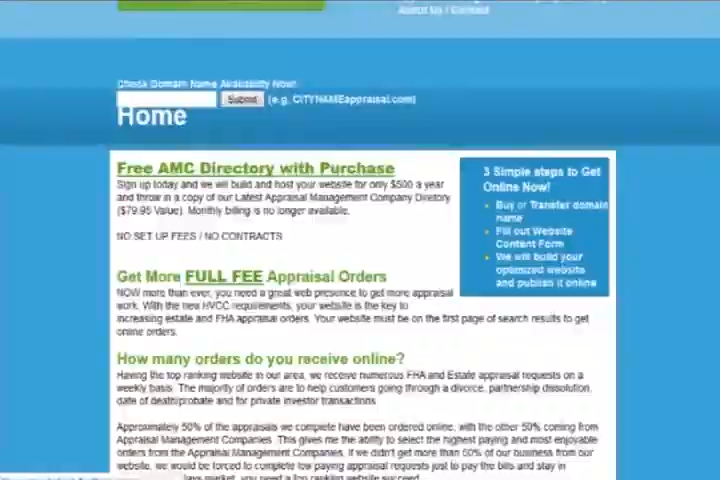 About Us / Contact
Check Domain Name Availability Now!
Submit (e.g. CITYNAMEappraisal.com)
Home
Free AMC Directory with Purchase
Sign up today and we will build and host your website for only $500 a year
and throw in a copy of our Latest Appraisal Management Company Diretory
($79.95 Value). Monthly billing is no longer available.
NO SET UP FEES / NO CONTRACTS
3 Simple steps to Get
Online Now!
Buy or Transfer domain
name
Fill out Website
Content Form
We will build your
optimized website
and publish it online
Get More FULL FEE Appraisal Orders
NOW more than ever, you need a great web presence to get more appraisal
work. With the new HVCC requirements, your website is the key to
increasing estate and FHA appraisal orders. Your website must be on the first page of search results to get
online orders.
How many orders do you receive online?
Having the top ranking website in our area, we receive numerous FHA and Estate appraisal requests on a
weekly basis. The majority of orders are to help customers going through a divorce, partnership dissolution,
date of death/probate and for private investor transactions.
Approximately 50% of the appraisals we complete have been ordered online, with the other 50% coming from
Appraisal Management Companies. This gives me the ability to select the highest paying and most enjoyable
orders from the Appraisal Management Companies. If we didn't get more than 50% of our business from our
website, we would be forced to complete low paying appraisal requests just to pay the bills and stay in
market, you need a top ranking website